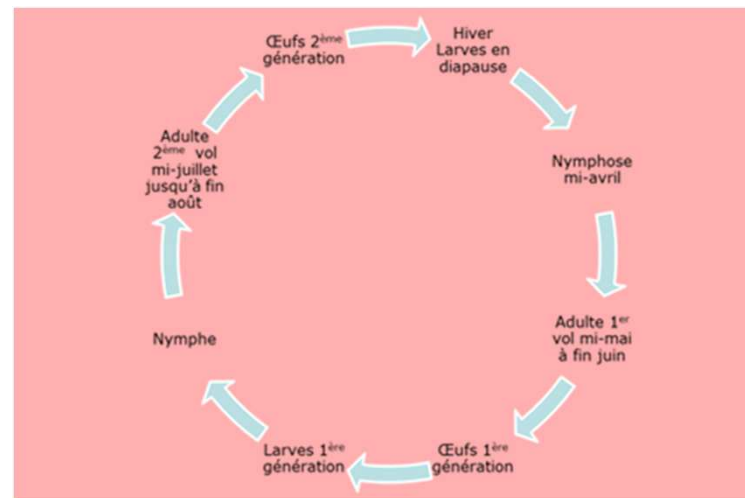 Œufs 2ème
génération
Hiver
Larves en
diapause
Nymphose
mi-avril
Adulte 1er
vol mi-mai
à fin juin
Œufs 1ère
génération
Larves 1ère
génération
Nymphe
Adulte
2ème vol
mi-juillet
jusqu'à fin
août